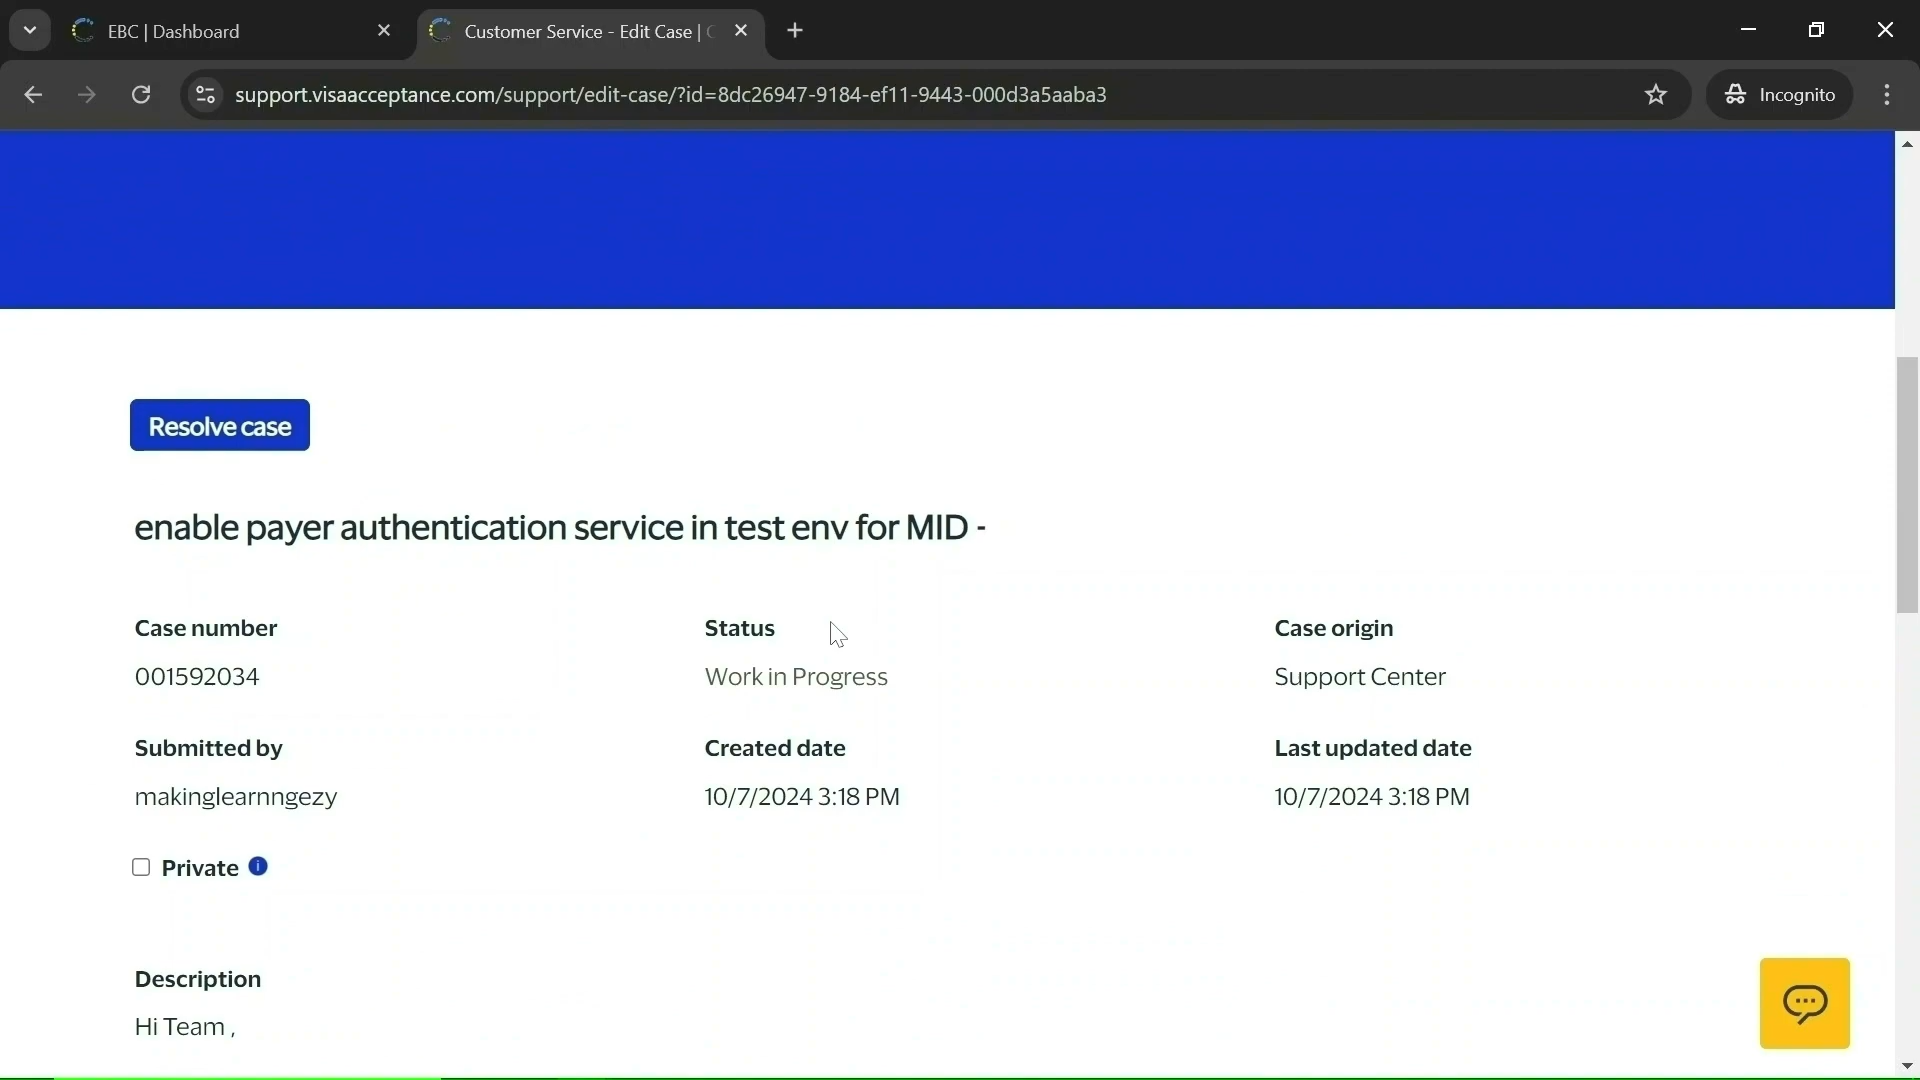 EBC | Dashboard
Customer Service - Edit Case |
support.visaacceptance.com/support/edit-case/?id=8dc26947-9184-ef11-9443-000d3a5aaba3
Incognito
Resolve case
enable payer authentication service in test env for MID -
Case number
Status
Case origin
001592034
Work in Progress
Support Center
Submitted by
Created date
Last updated date
makinglearnngezy
10/7/2024 3:18 PM
10/7/2024 3:18 PM
Private
Description
Hi Team ,